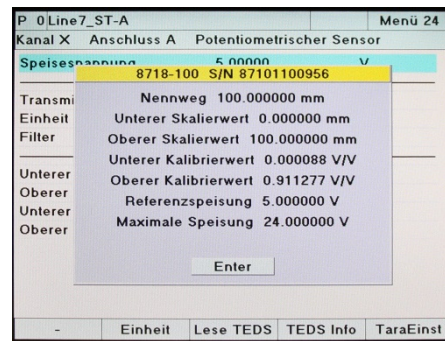 P 0 Line7_ST-A Menü 24
Kanal X Anschluss A Potentiometrischer Sensor
Speisespannung 5.00000 V
8718-100 S/N 87101100956
Transmi
Nennweg 100.000000 mm
Einheit
Unterer Skalierwert 0.000000 mm
Filter
Oberer Skalierwert 100.000000 mm
Unterer Kalibrierwert 0.000088 V/V
Unterer
Oberer Kalibrierwert 0.911277 V/V
Oberer
Referenzspeisung 5.000000 V
Unterer
Maximale Speisung 24.000000 V
Oberer
Enter
- Einheit Lese TEDS TEDS Info TaraEinst